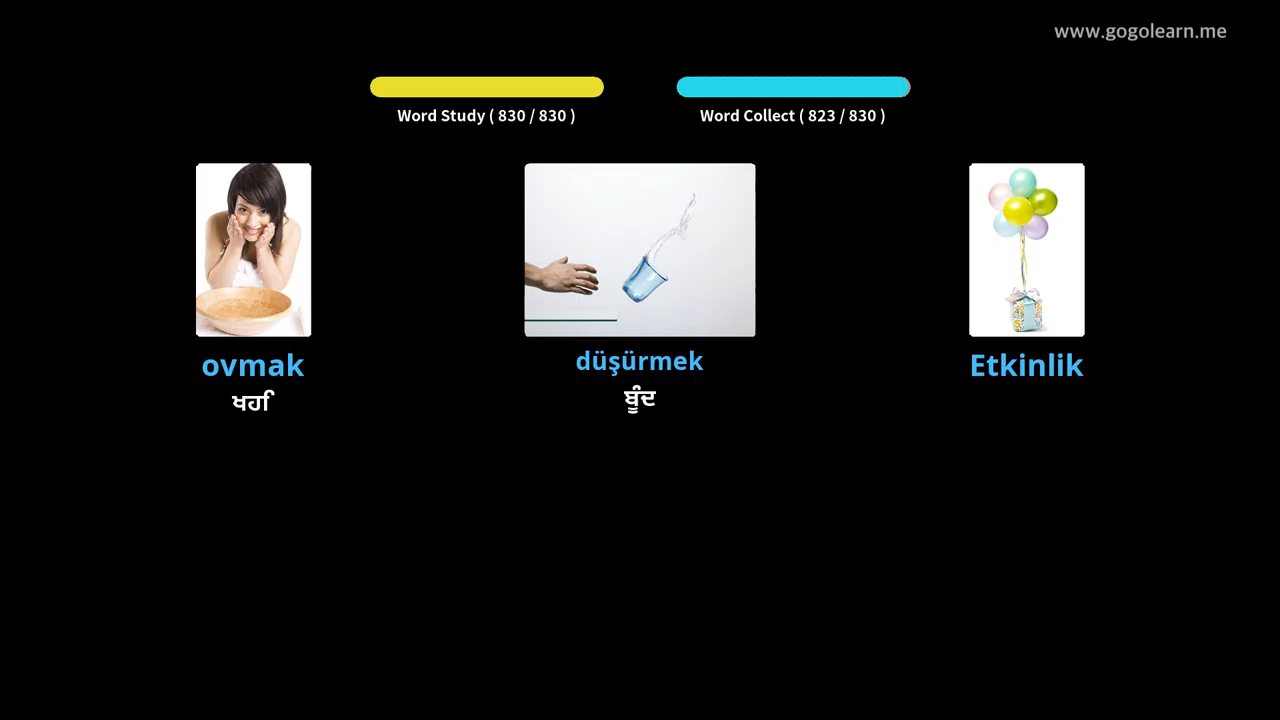 www.gogolearn.me
Word Study ( 830 / 830 )
Word Collect ( 823 / 830 )
ovmak
ਖਹਿ
düşürmek
ਬੂੰਦ
Etkinlik